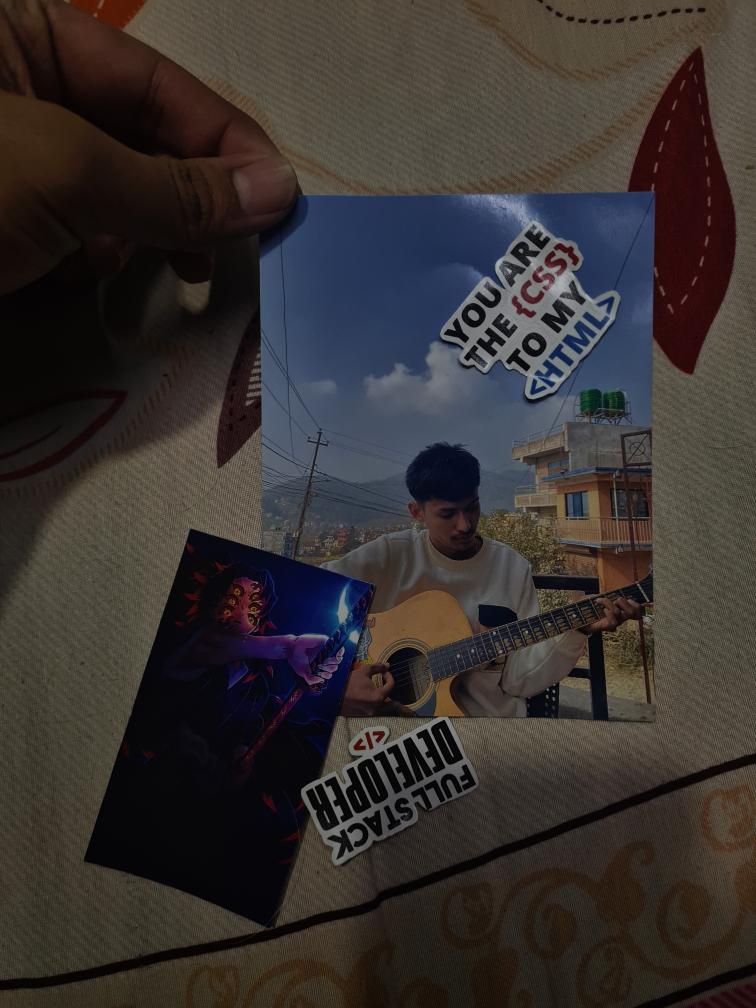 YOU ARE
THE {CSS}
TO MY
<HTML>
FULL STACK
DEVELOPER
</>